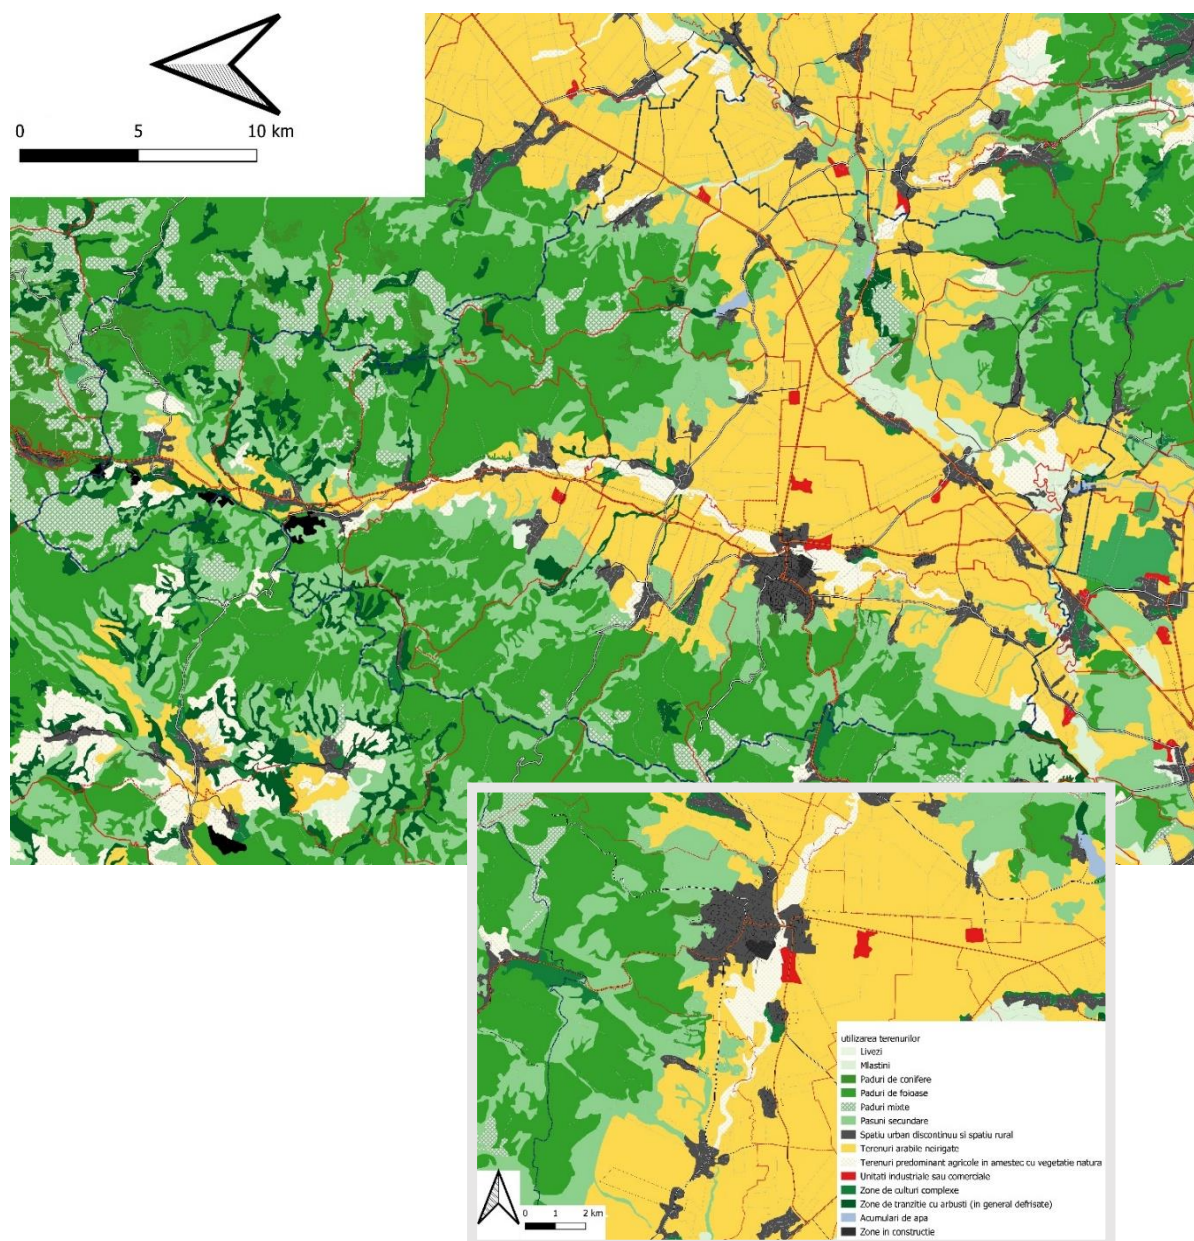 0 5 10 km
utilizarea terenurilor
Livezi
Mlastini
Paduri de conifere
Paduri de foioase
Paduri mixte
Pasuni secundare
Spatiu urban discontinuu si spatiu rural
Terenuri arabile neirigate
Terenuri predominant agricole in amestec cu vegetatie natura
Unitati industriale sau comerciale
Zone de culturi complexe
Zone de tranzitie cu arbusti (in general defrisate)
Acumulari de apa
Zone in constructie
0 1 2 km